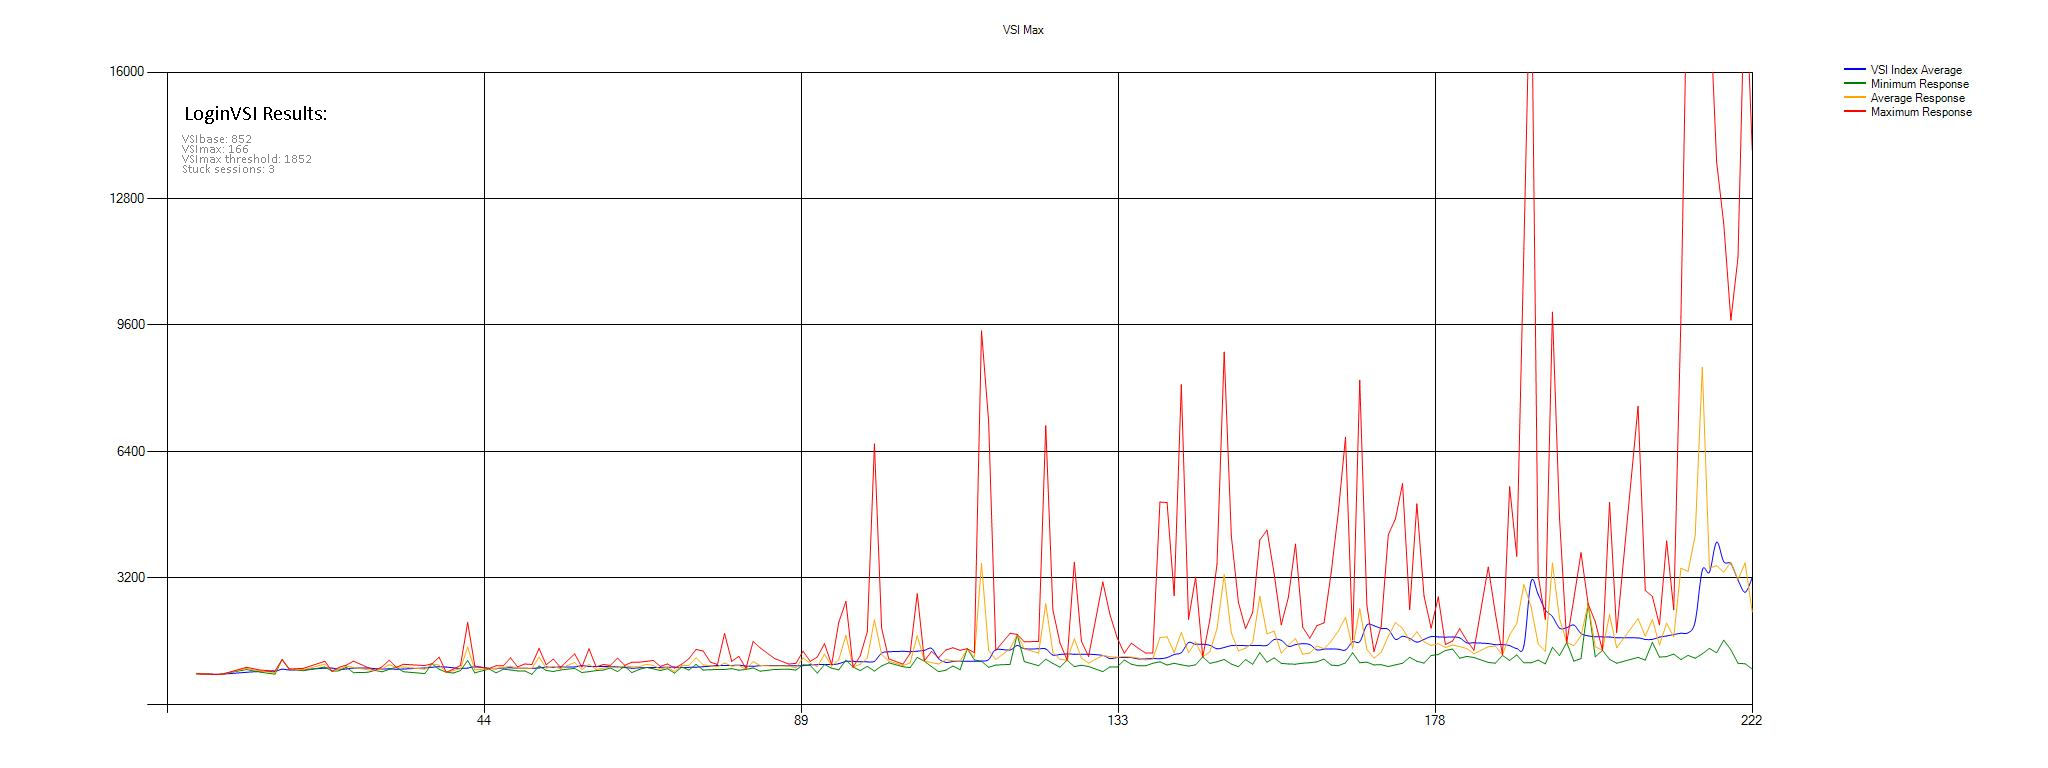 VSI Max
16000
12800
9600
6400
3200
LoginVSI Results:
VSIbase: 852
VSImax: 166
VSImax threshold: 1852
Stuck sessions: 3
VSI Index Average
Minimum Response
Average Response
Maximum Response
44
89
133
178
222